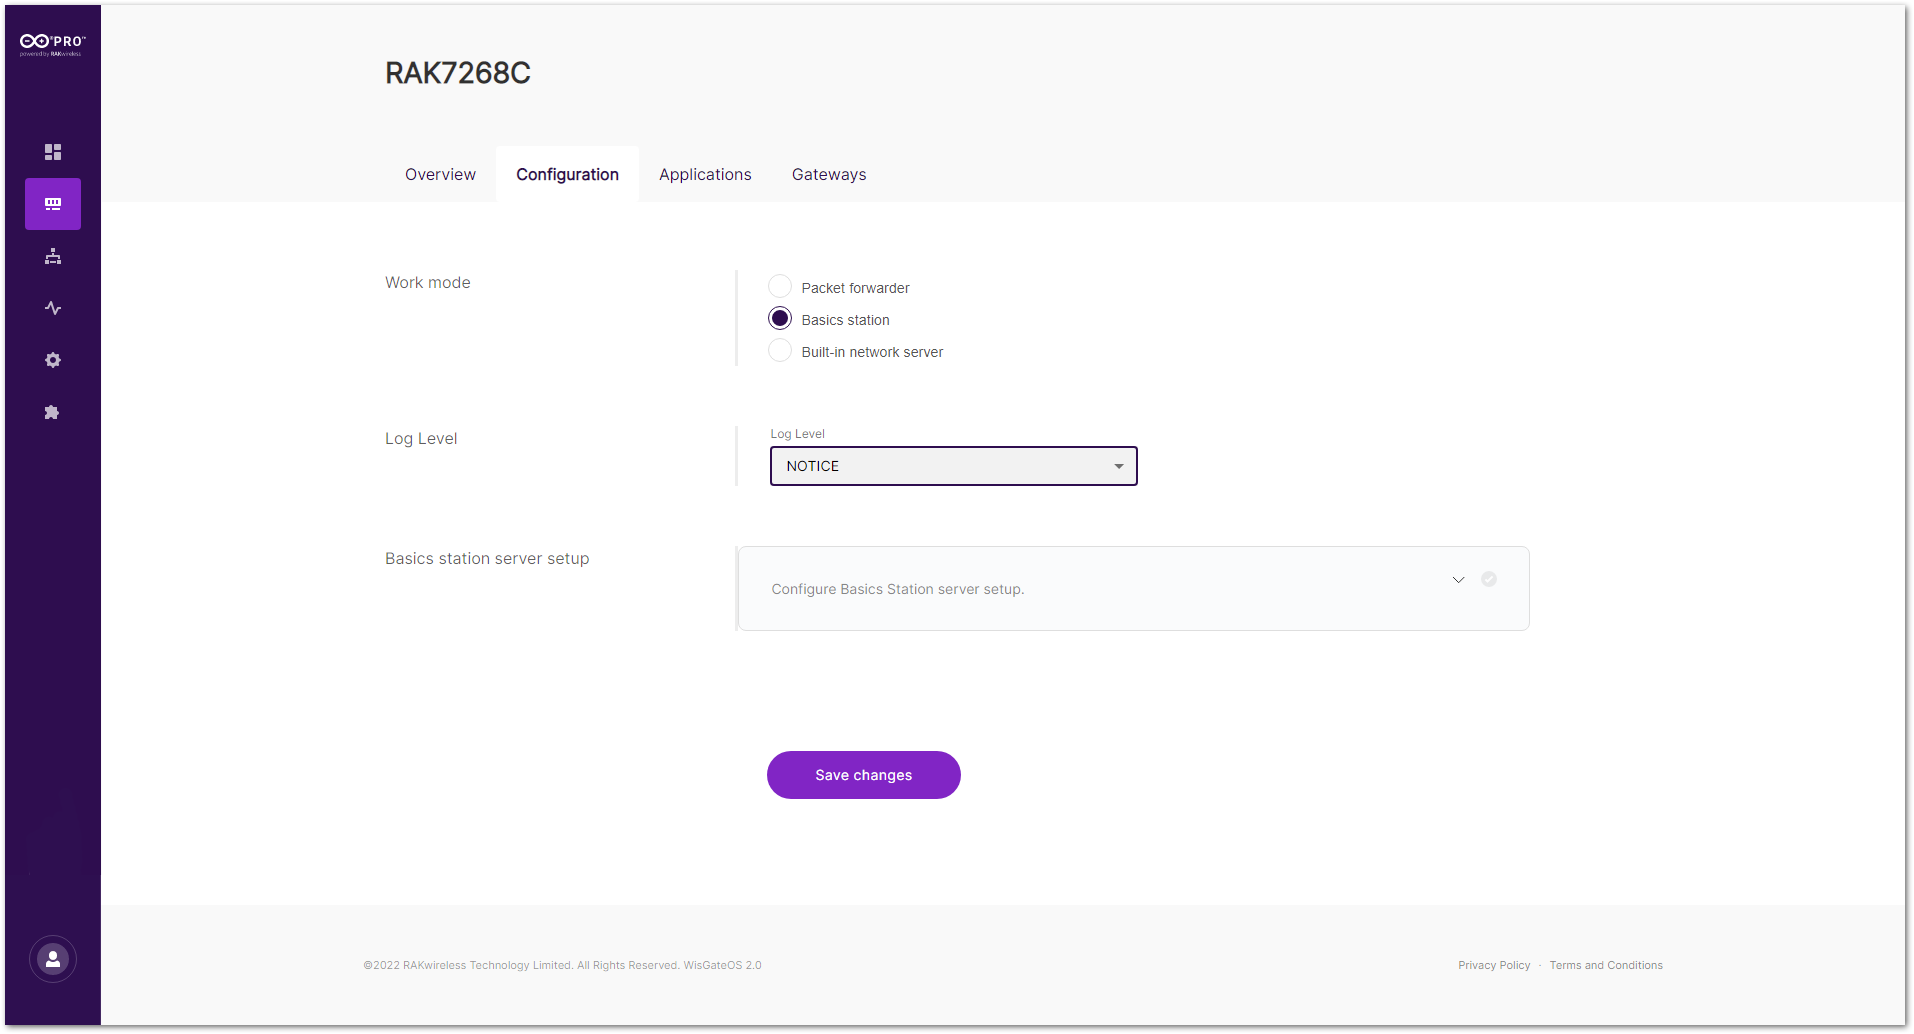 PRO™
powered by RAKwireless
RAK7268C
Overview
Configuration
Applications
Gateways
Work mode
Packet forwarder
Basics station
Built-in network server
Log Level
Log Level
NOTICE
Basics station server setup
Configure Basics Station server setup.
Save changes
©2022 RAKwireless Technology Limited. All Rights Reserved. WisGateOS 2.0
Privacy Policy · Terms and Conditions